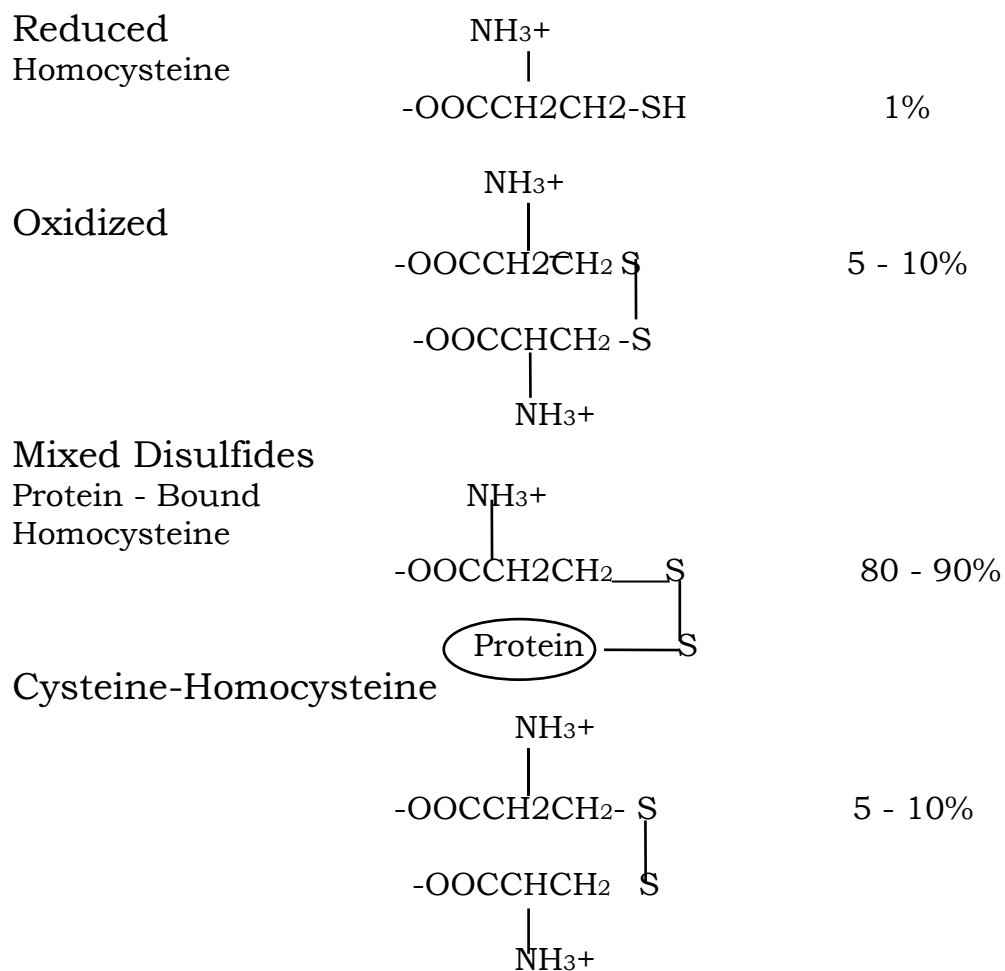 Reduced NH3+
Homocysteine
-OOCCH2CH2-SH 1%
NH3+
Oxidized
-OOCCH2CH2 S 5 - 10%
-OOCCHCH2 -S
NH3+
Mixed Disulfides
Protein - Bound NH3+
Homocysteine
-OOCCH2CH2 S 80 - 90%
Protein S
Cysteine-Homocysteine
NH3+
-OOCCH2CH2- S 5 - 10%
-OOCCHCH2 S
NH3+